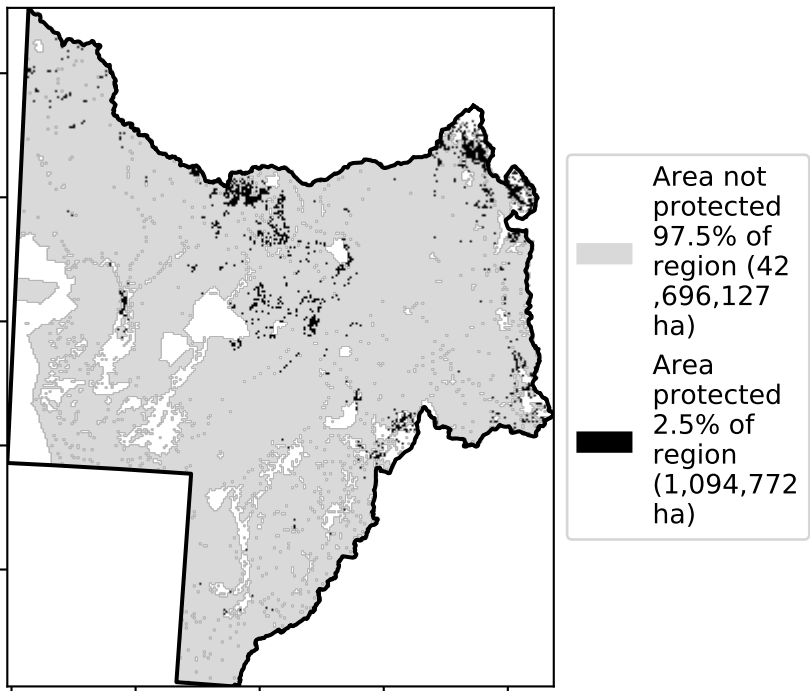 Area not
protected
97.5% of
region (42
,696,127
ha)
Area
protected
2.5% of
region
(1,094,772
ha)